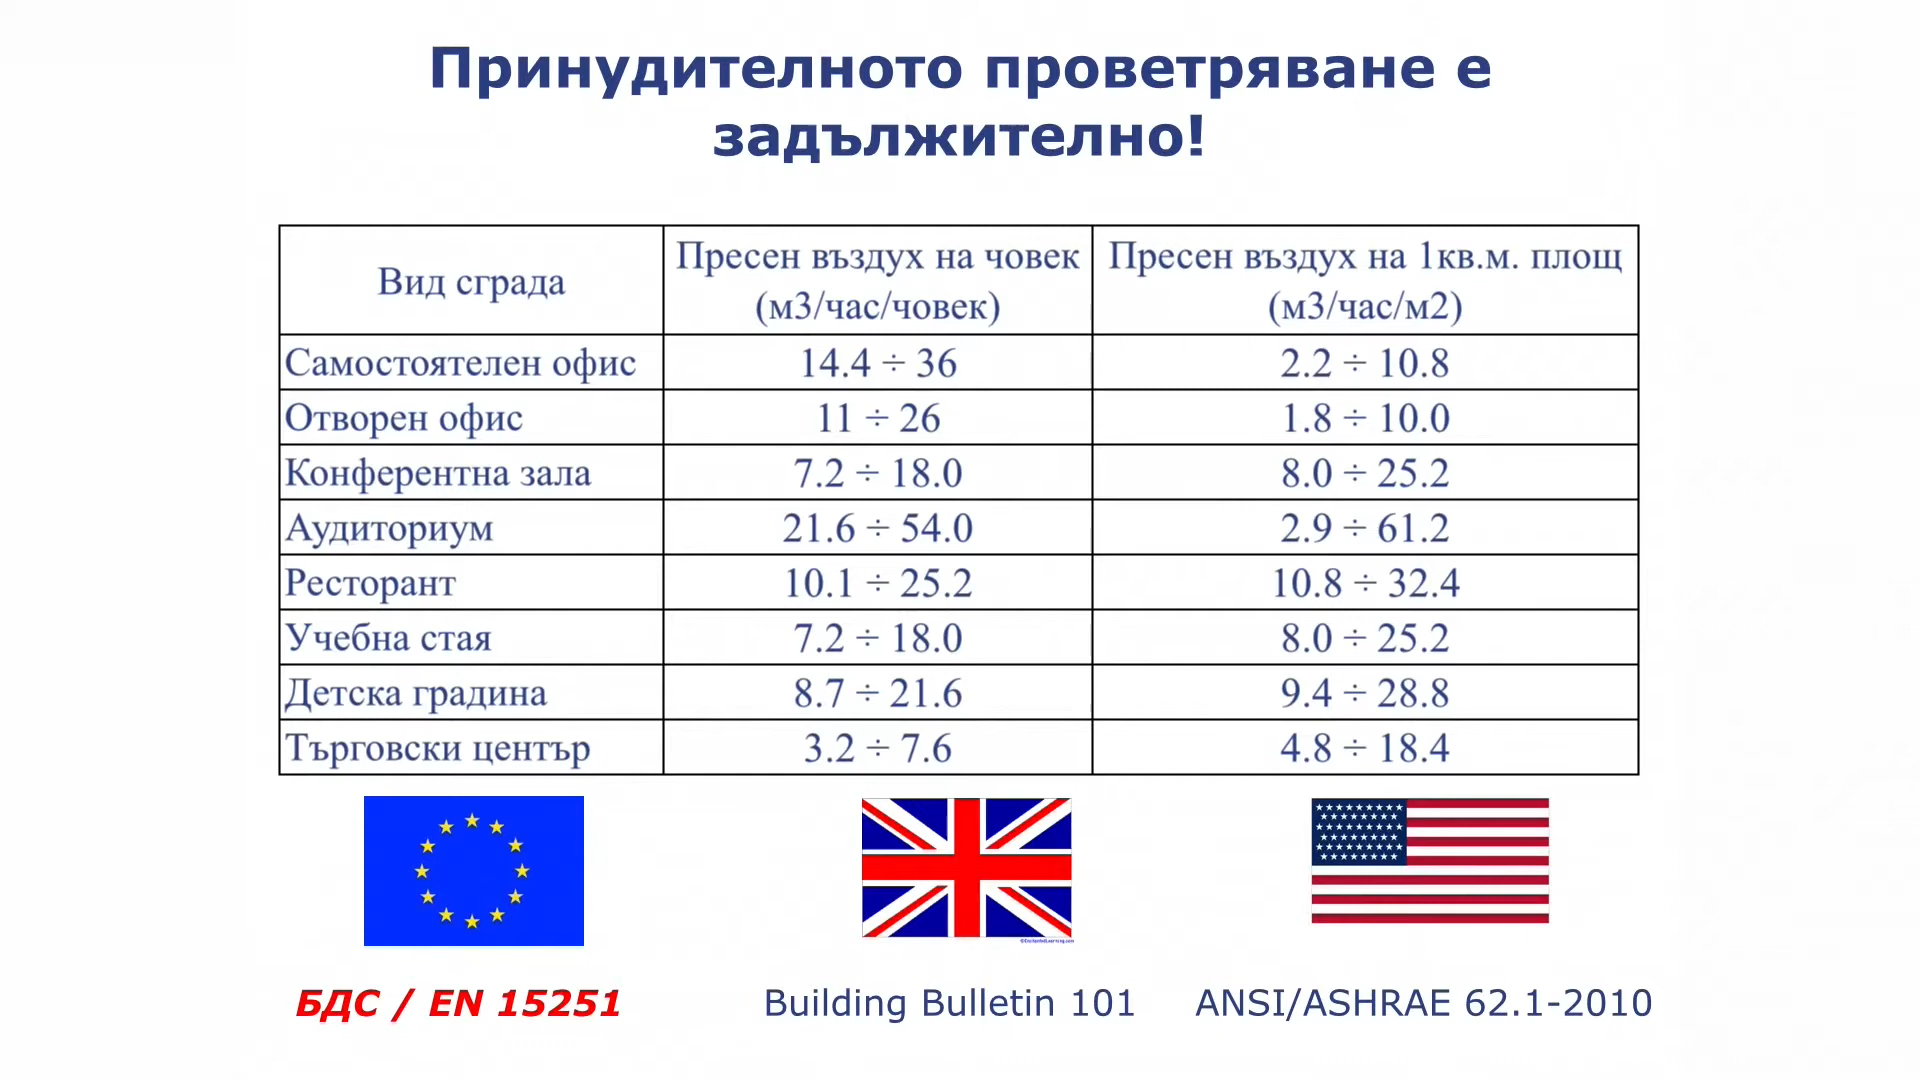 Принудителното проветряване е
задължително!
Вид сграда
Пресен въздух на човек
(м3/час/човек)
Пресен въздух на 1кв.м. площ
(м3/час/м2)
Самостоятелен офис 14.4 ÷ 36 2.2 ÷ 10.8
Отворен офис 11 ÷ 26 1.8 ÷ 10.0
Конферентна зала 7.2 ÷ 18.0 8.0 ÷ 25.2
Аудиториум 21.6 ÷ 54.0 2.9 ÷ 61.2
Ресторант 10.1 ÷ 25.2 10.8 ÷ 32.4
Учебна стая 7.2 ÷ 18.0 8.0 ÷ 25.2
Детска градина 8.7 ÷ 21.6 9.4 ÷ 28.8
Търговски център 3.2 ÷ 7.6 4.8 ÷ 18.4
©EnchantedLearning.com
БДС / EN 15251 Building Bulletin 101 ANSI/ASHRAE 62.1-2010